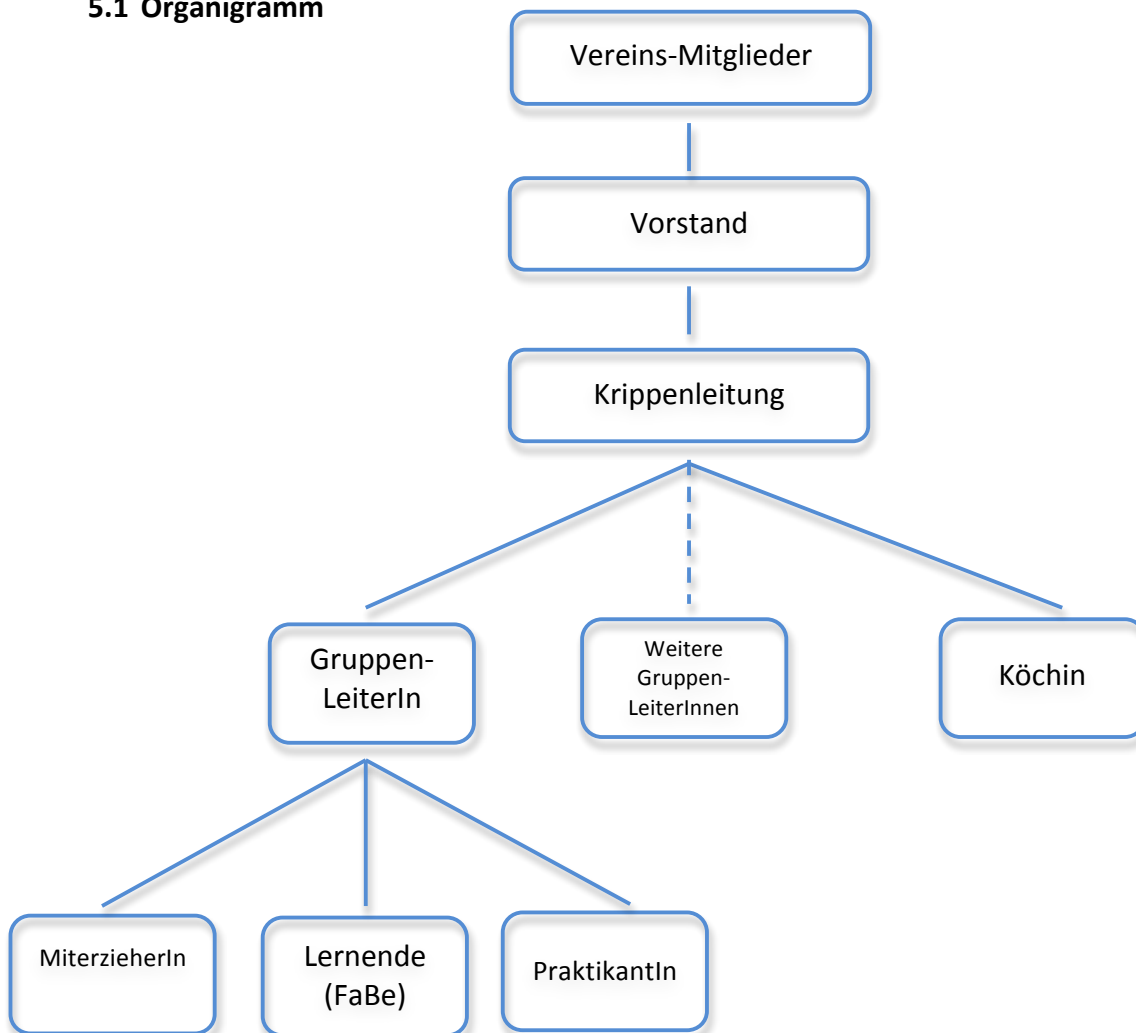 5.1 Organigramm
Vereins-Mitglieder
Vorstand
Krippenleitung
Gruppen-
LeiterIn
Weitere
Gruppen-
LeiterInnen
Köchin
MiterzieherIn
Lernende
(FaBe)
PraktikantIn